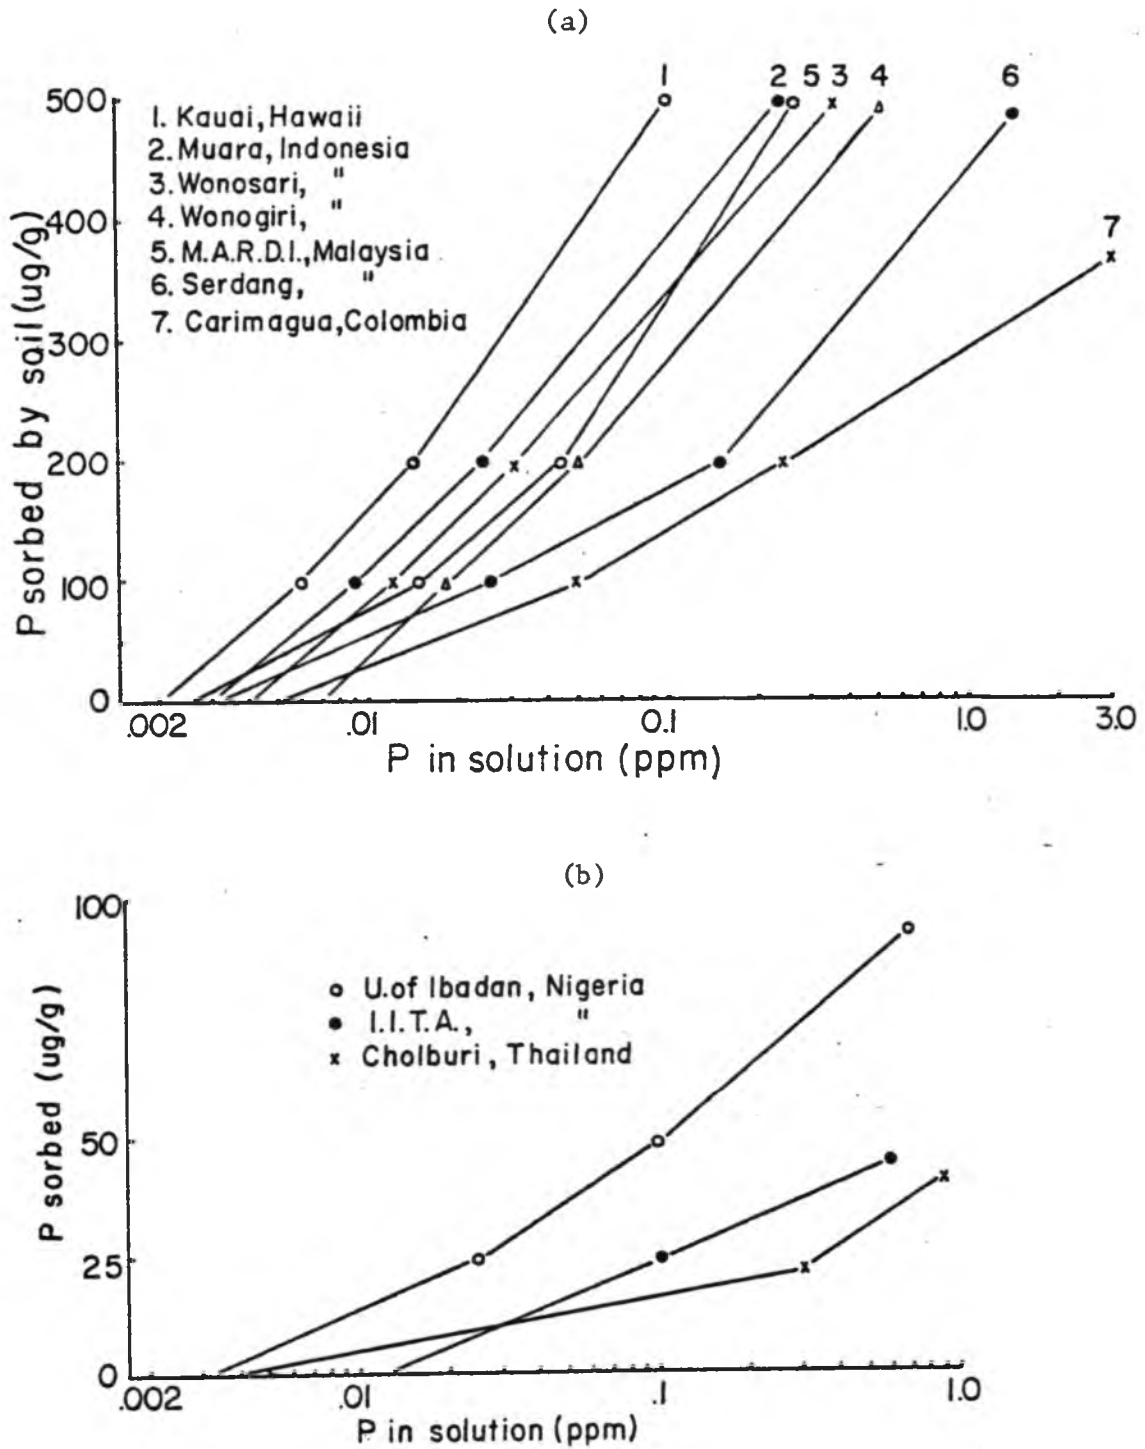 (a)
1 2 5 3 4 6
7
1. Kauai, Hawaii
2. Muara, Indonesia
3. Wonosari, "
4. Wonogiri, "
5. M.A.R.D.I., Malaysia
6. Serdang, "
7. Carimagua, Colombia
500
400
300
200
100
0
P sorbed by soil (ug/g)
.002 .01 0.1 1.0 3.0
P in solution (ppm)
(b)
100
50
25
0
P sorbed (ug/g)
U. of Ibadan, Nigeria
I.I.T.A., "
x Cholburi, Thailand
.002 .01 .1 1.0
P in solution (ppm)